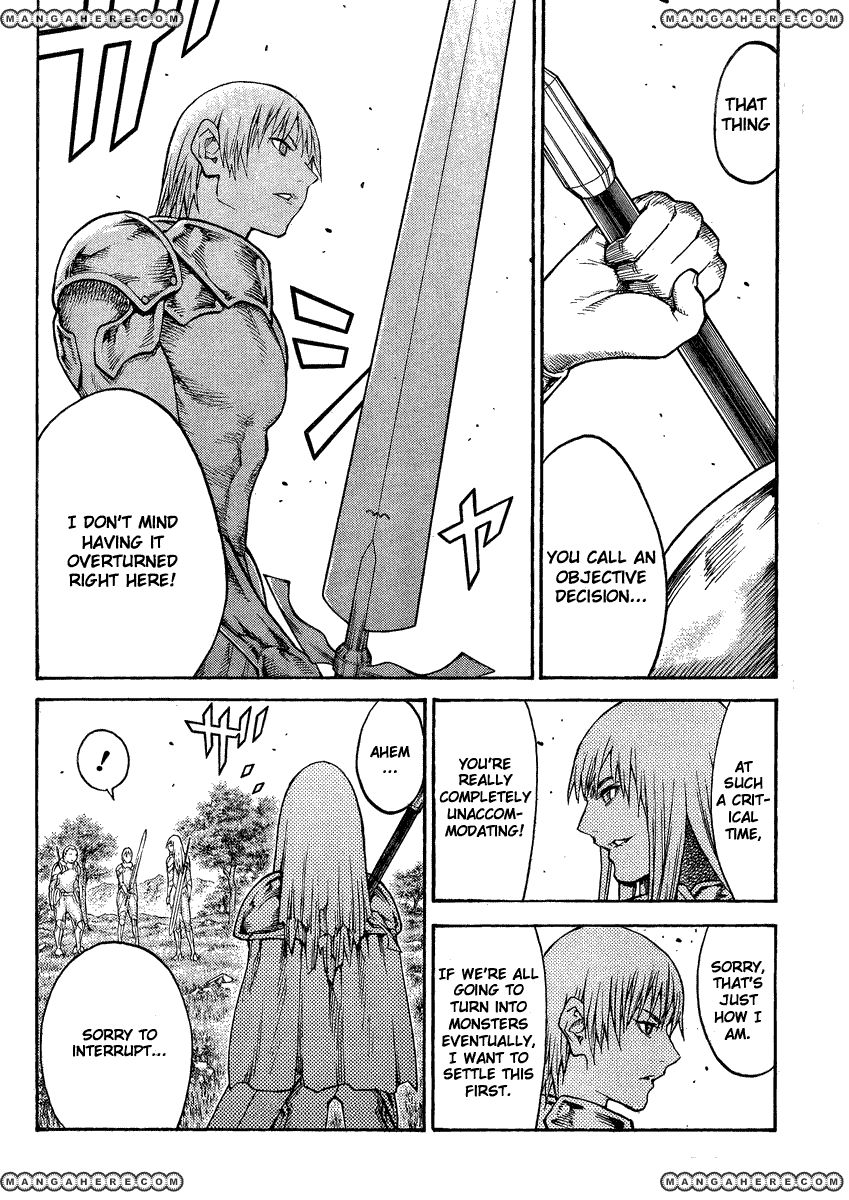 MANGAHERE.COM
MANGAHERE.COM
THAT
THING
YOU CALL AN
OBJECTIVE
DECISION...
I DON'T MIND
HAVING IT
OVERTURNED
RIGHT HERE!
ザッ
AT
SUCH
A CRIT-
ICAL
TIME,
YOU'RE
REALLY
COMPLETELY
UNACCOM-
MODATING!
SORRY,
THAT'S
JUST
HOW I
AM.
IF WE'RE ALL
GOING TO
TURN INTO
MONSTERS
EVENTUALLY,
I WANT TO
SETTLE THIS
FIRST.
AHEM
...
!
SORRY TO
INTERRUPT...
MANGAHERE.COM
MANGAHERE.COM